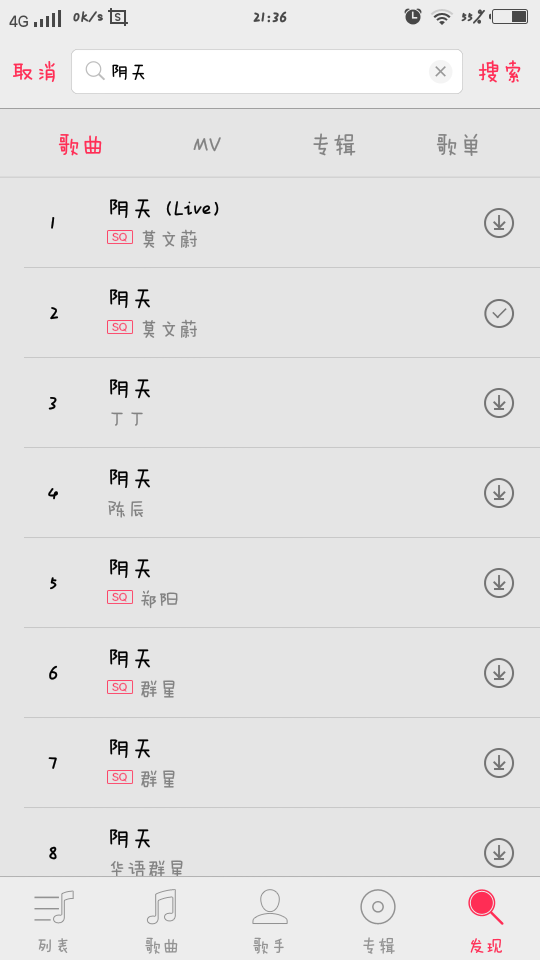 4G 0k/s S 21:36 33%
取消 阴天 搜索
歌曲 MV 专辑 歌单
1 阴天 (Live)
SQ 莫文蔚
2 阴天
SQ 莫文蔚
3 阴天
丁丁
4 阴天
陈辰
5 阴天
SQ 郑阳
6 阴天
SQ 群星
7 阴天
SQ 群星
8 阴天
华语群星
列表 歌曲 歌手 专辑 发现